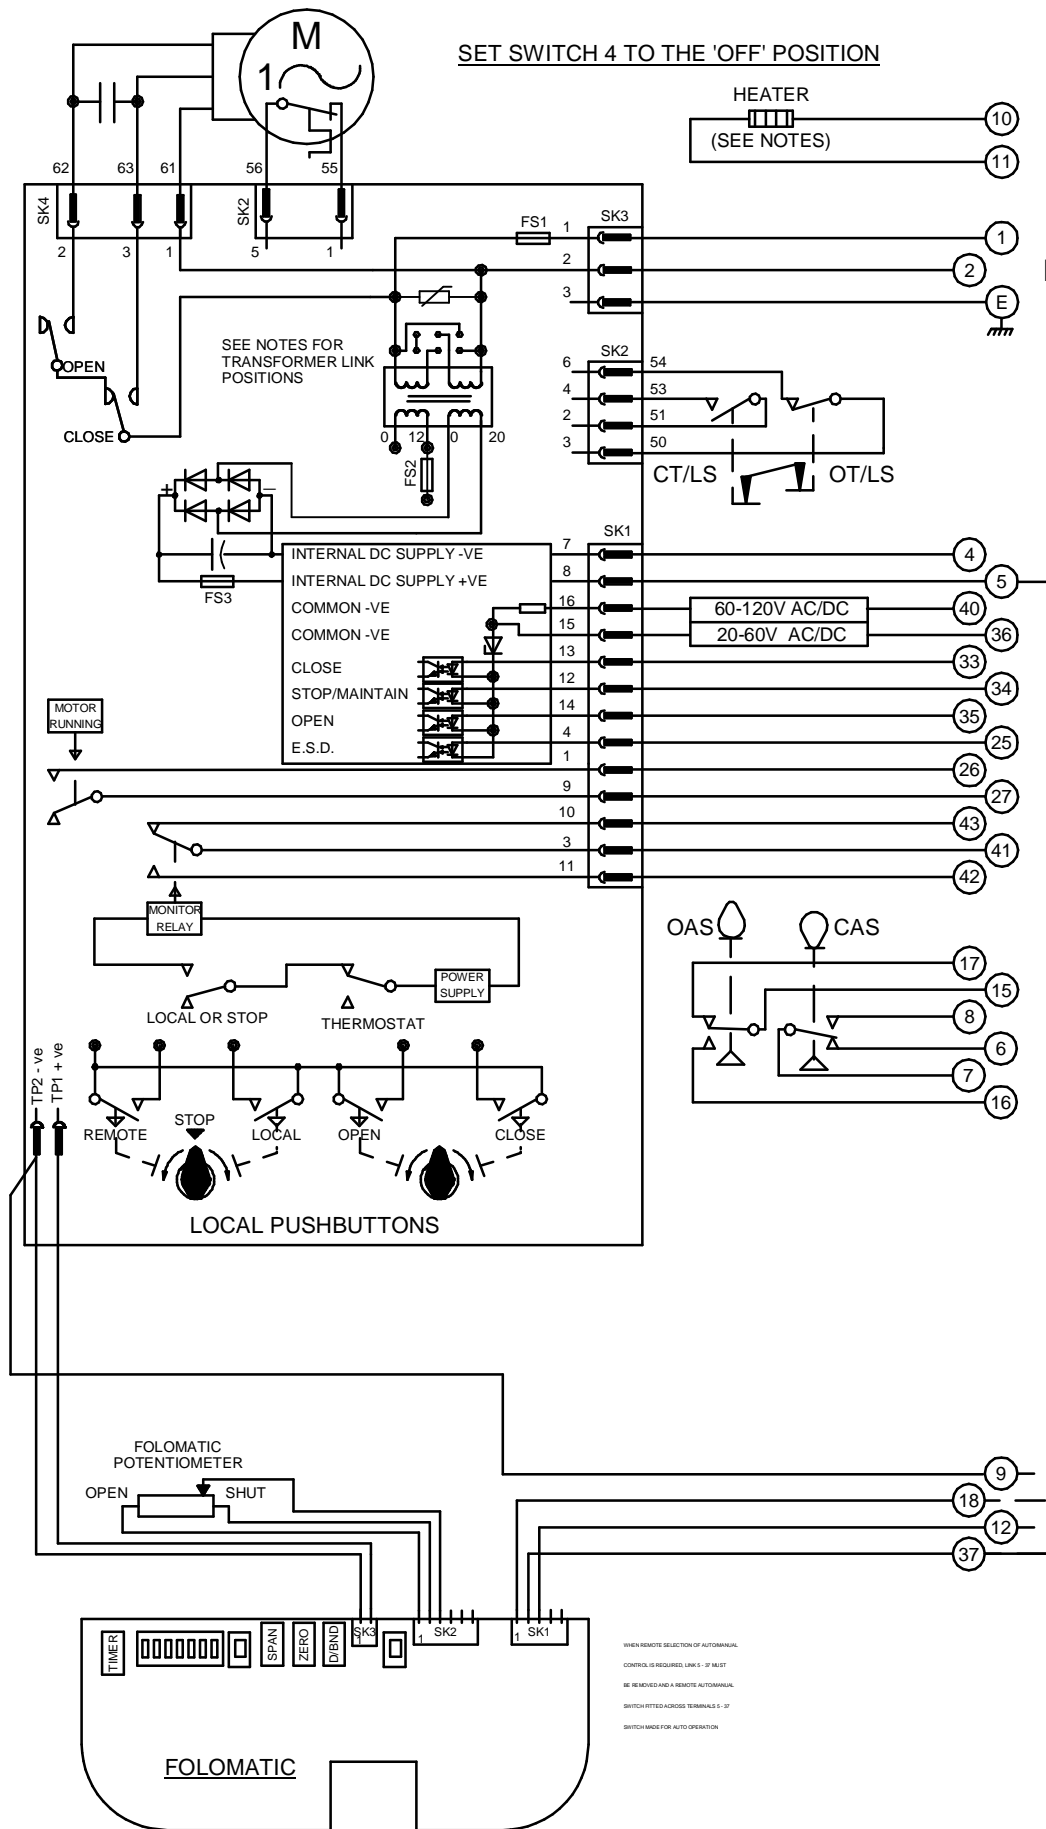 M
1
SET SWITCH 4 TO THE 'OFF' POSITION
HEATER
(SEE NOTES)
10
11
62
63
61
56
55
SK4
SK2
2
3
1
5
1
FS1
1
SK3
1
2
2
3
E
SEE NOTES FOR
TRANSFORMER LINK
POSITIONS
OPEN
CLOSE
0
12
0
20
FS2
SK2
6
54
4
53
2
51
3
50
CT/LS
OT/LS
+
–
FS3
SK1
INTERNAL DC SUPPLY -VE
7
4
INTERNAL DC SUPPLY +VE
8
5
COMMON -VE
16
60-120V AC/DC
40
COMMON -VE
15
20-60V AC/DC
36
CLOSE
13
33
STOP/MAINTAIN
12
34
OPEN
14
35
E.S.D.
4
25
MOTOR
RUNNING
1
26
9
27
10
43
3
41
11
42
MONITOR
RELAY
POWER
SUPPLY
LOCAL OR STOP
THERMOSTAT
OAS
CAS
17
15
8
6
7
16
TP2 - ve
TP1 + ve
REMOTE
STOP
LOCAL
OPEN
CLOSE
LOCAL PUSHBUTTONS
FOLOMATIC
POTENTIOMETER
OPEN
SHUT
9
18
12
37
TIMER
SPAN
ZERO
D/BND
SK3
1
SK2
1
SK1
1
WHEN REMOTE SELECTION OF AUTO/MANUAL
CONTROL IS REQUIRED, LINK 5 - 37 MUST
BE REMOVED AND A REMOTE AUTO/MANUAL
SWITCH FITTED ACROSS TERMINALS 5 - 37
SWITCH MADE FOR AUTO OPERATION
FOLOMATIC